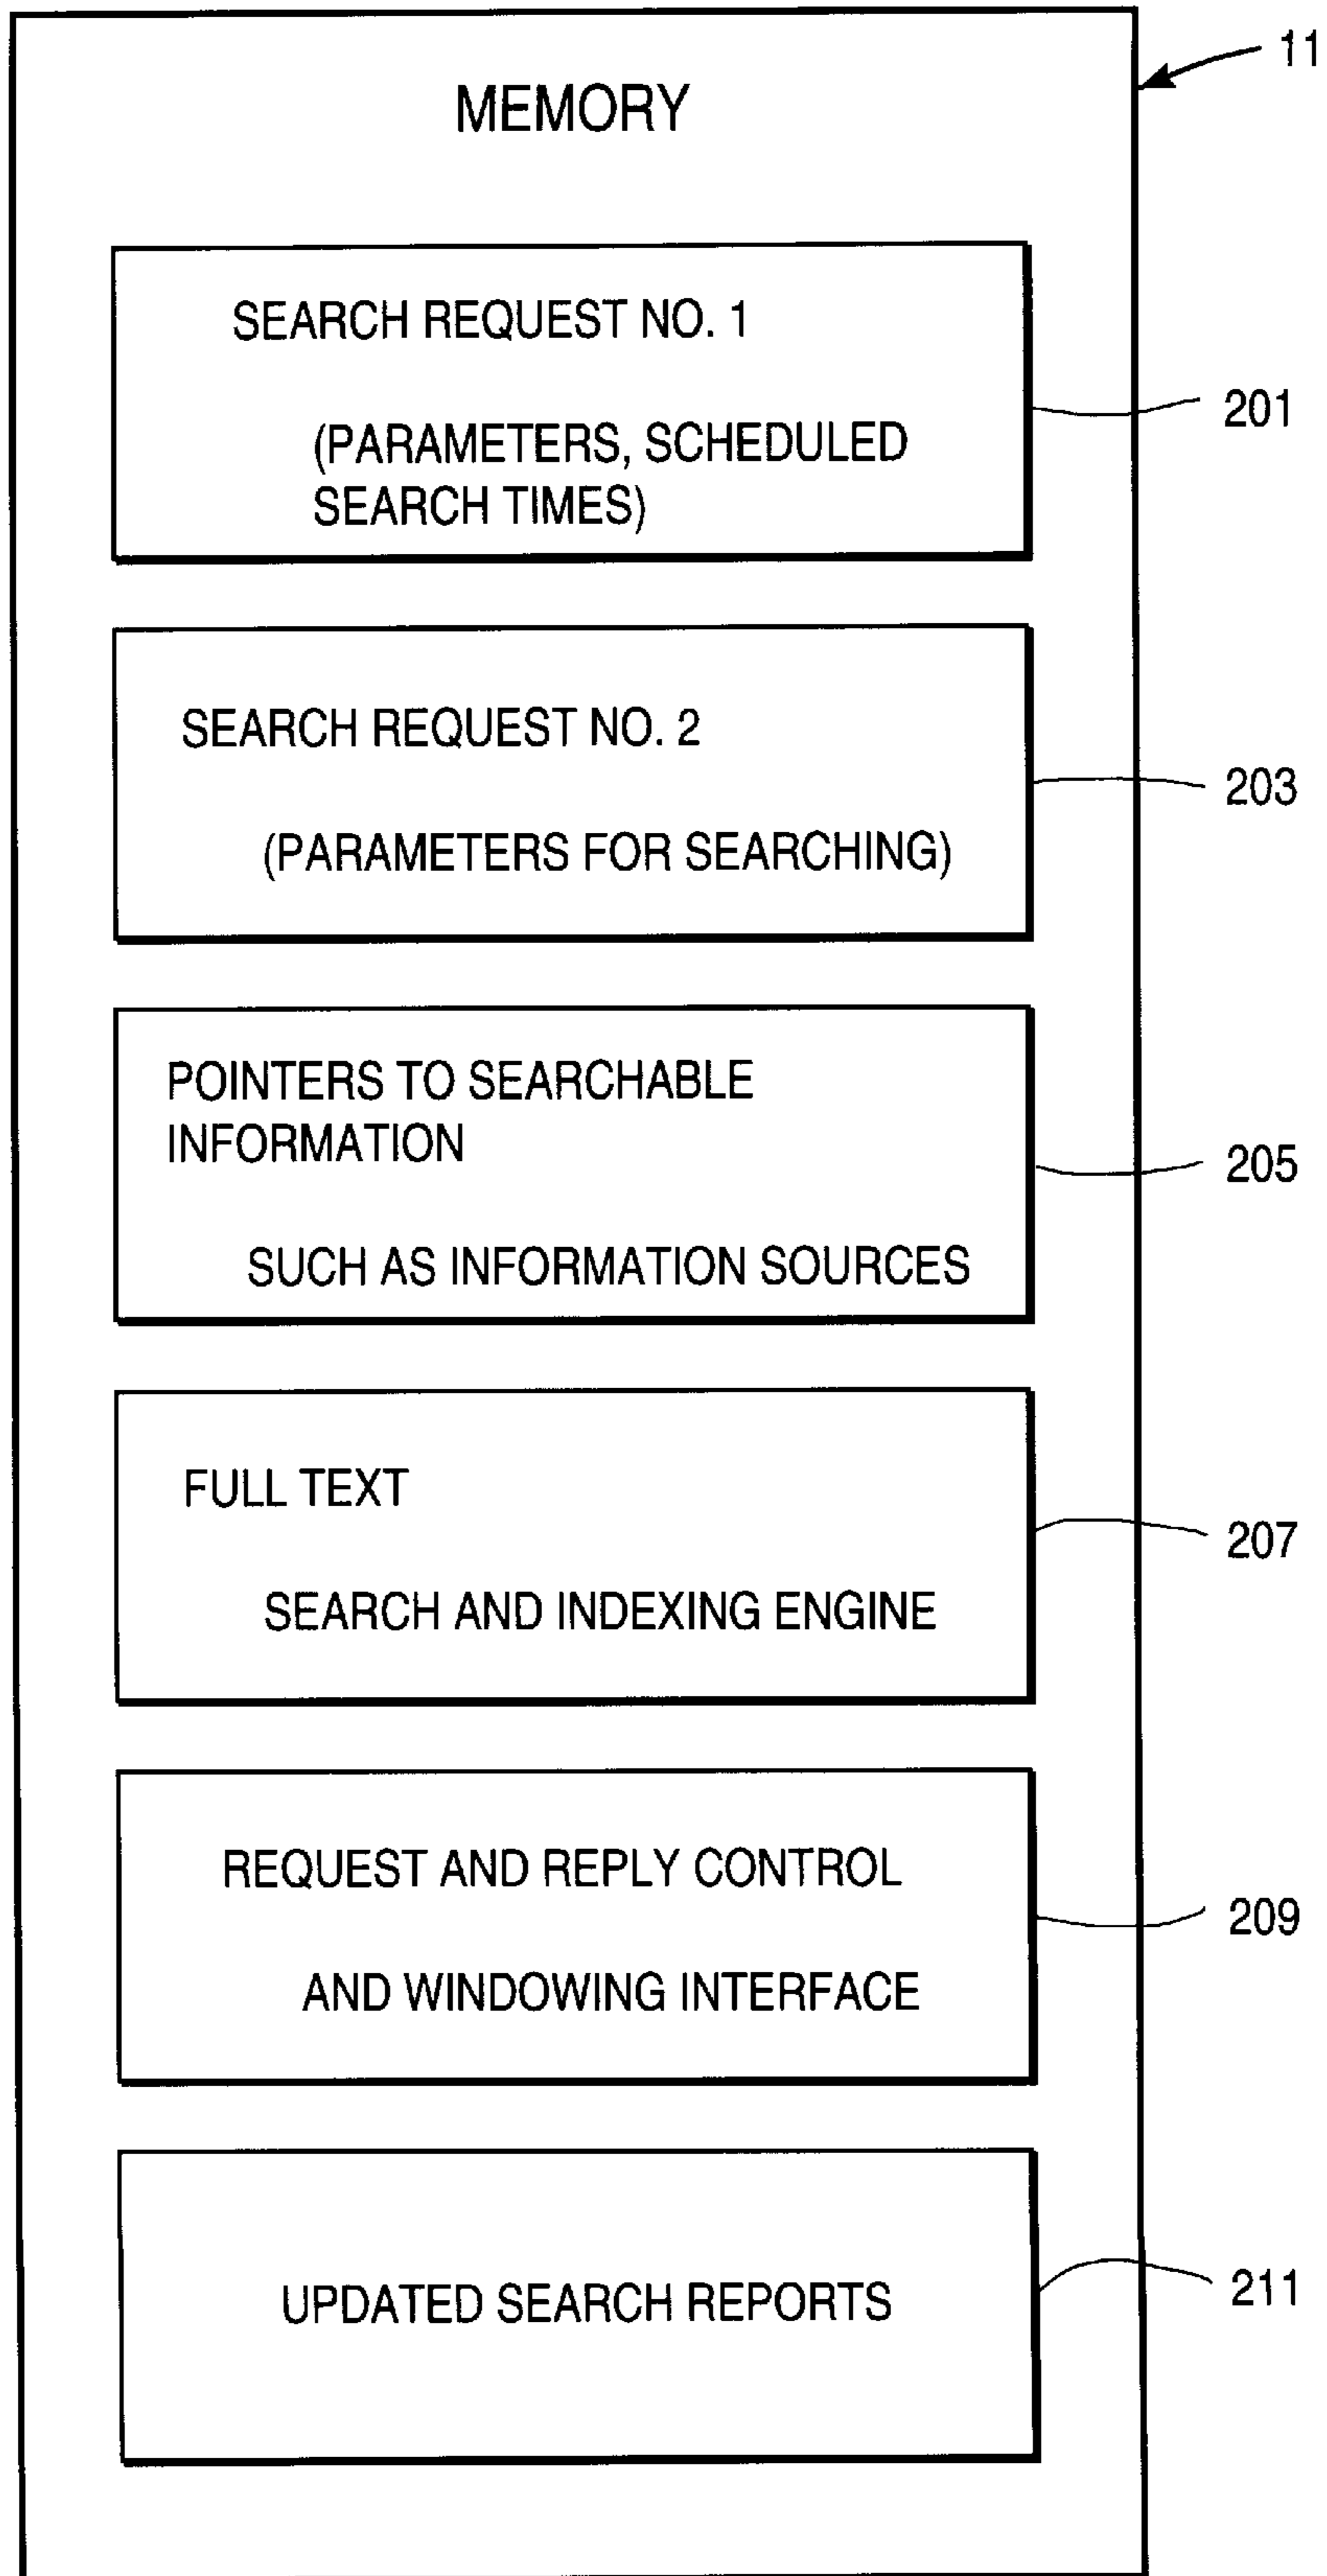 11
MEMORY
SEARCH REQUEST NO. 1
(PARAMETERS, SCHEDULED
SEARCH TIMES)
201
SEARCH REQUEST NO. 2
(PARAMETERS FOR SEARCHING)
203
POINTERS TO SEARCHABLE
INFORMATION
SUCH AS INFORMATION SOURCES
205
FULL TEXT
SEARCH AND INDEXING ENGINE
207
REQUEST AND REPLY CONTROL
AND WINDOWING INTERFACE
209
UPDATED SEARCH REPORTS
211